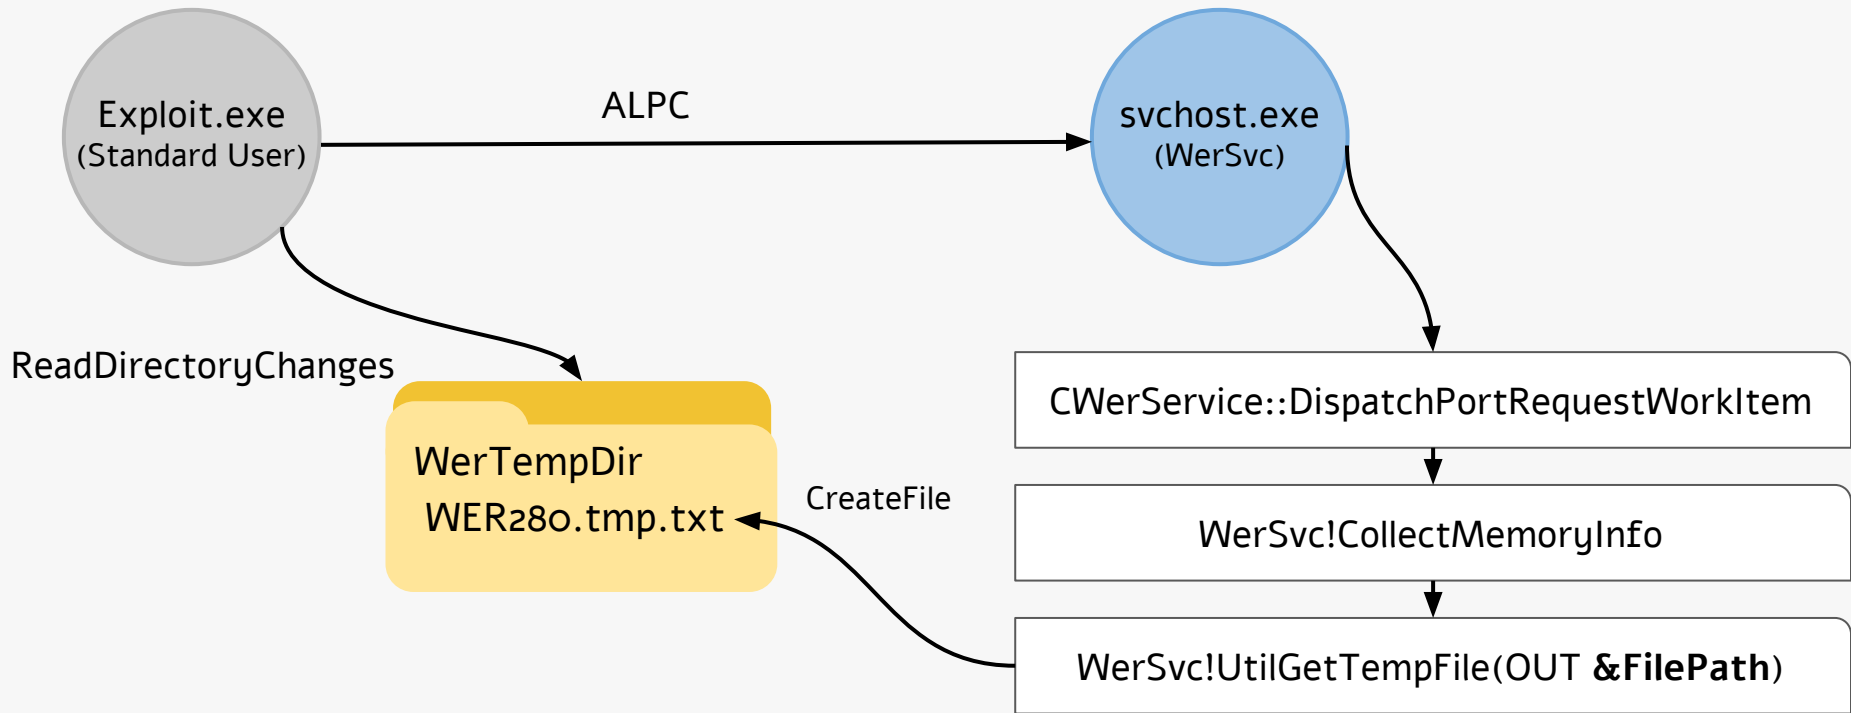 Exploit.exe
(Standard User)
ALPC
svchost.exe
(WerSvc)
ReadDirectoryChanges
WerTempDir
WER280.tmp.txt
CreateFile
CWerService::DispatchPortRequestWorkItem
WerSvc!CollectMemoryInfo
WerSvc!UtilGetTempFile(OUT &FilePath)